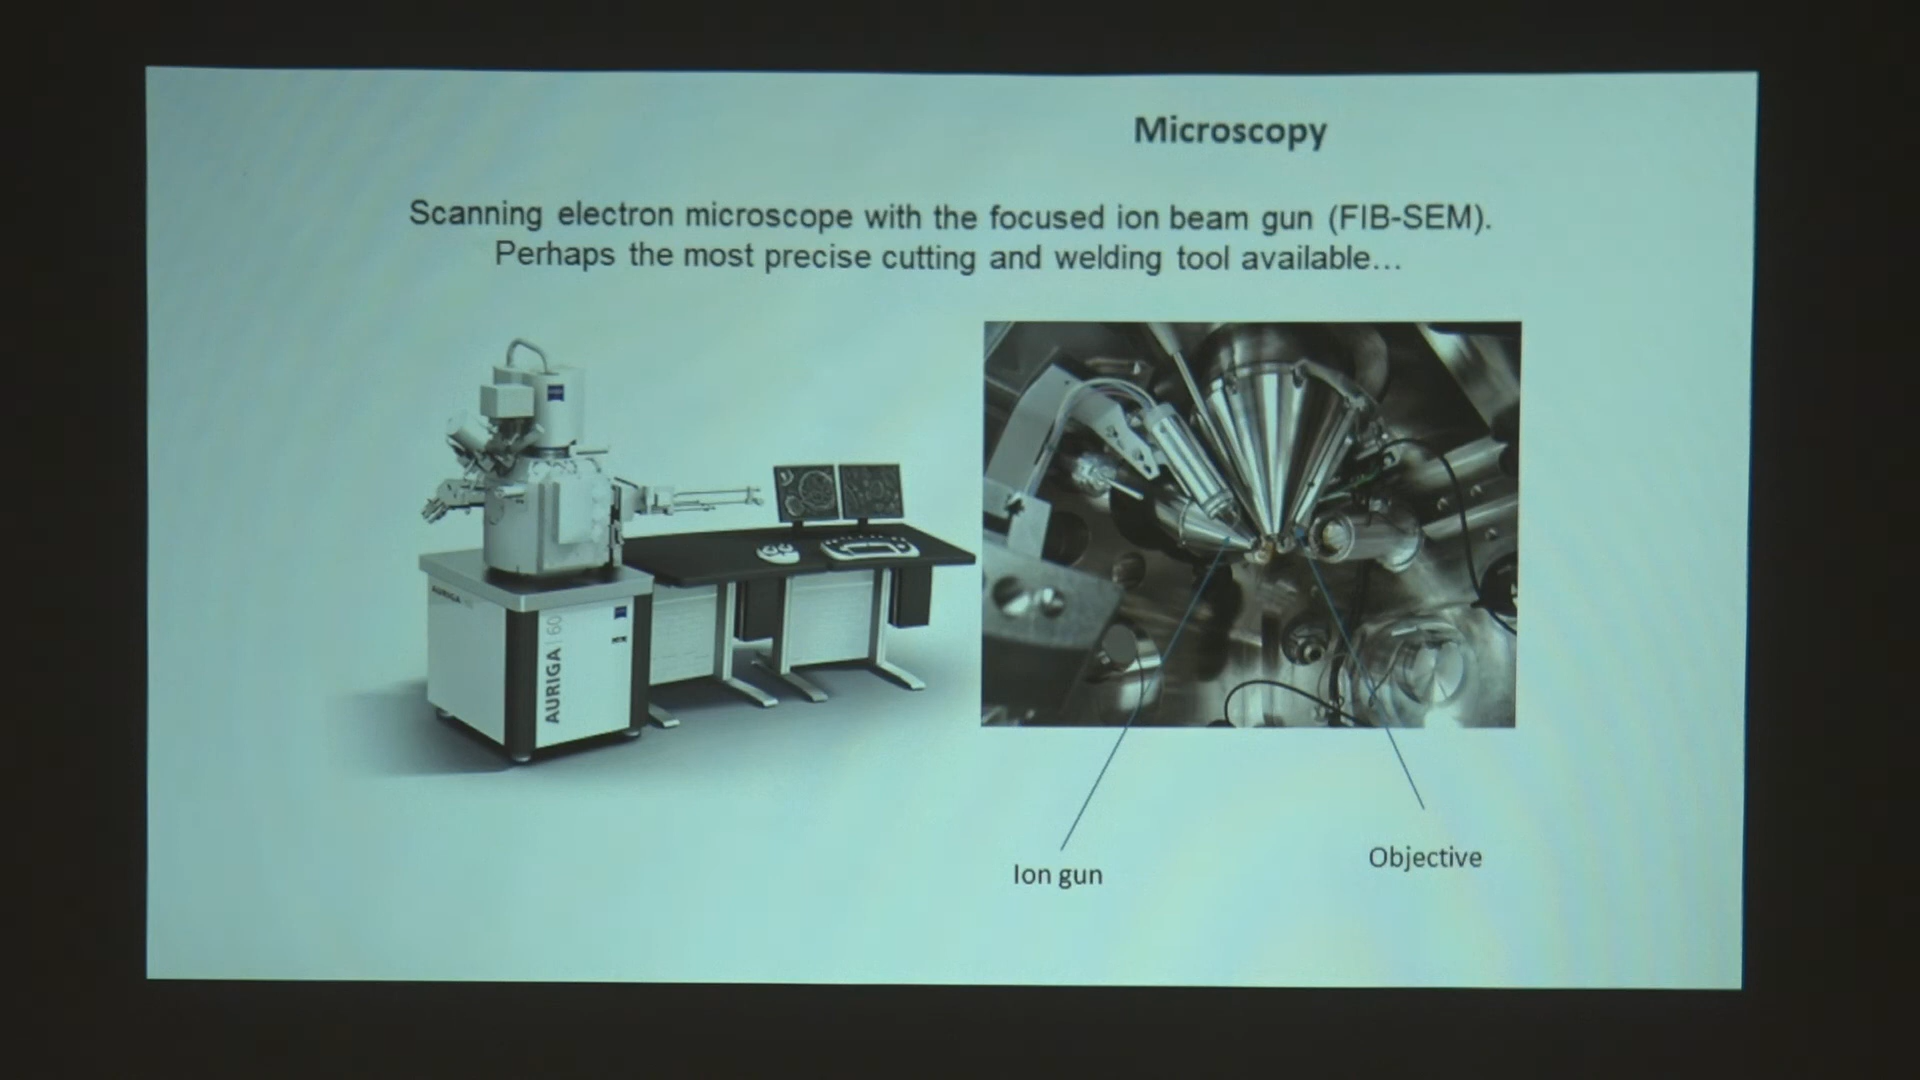 Microscopy
Scanning electron microscope with the focused ion beam gun (FIB-SEM).
Perhaps the most precise cutting and welding tool available…
AURIGA
AURIGA | 60
Ion gun
Objective